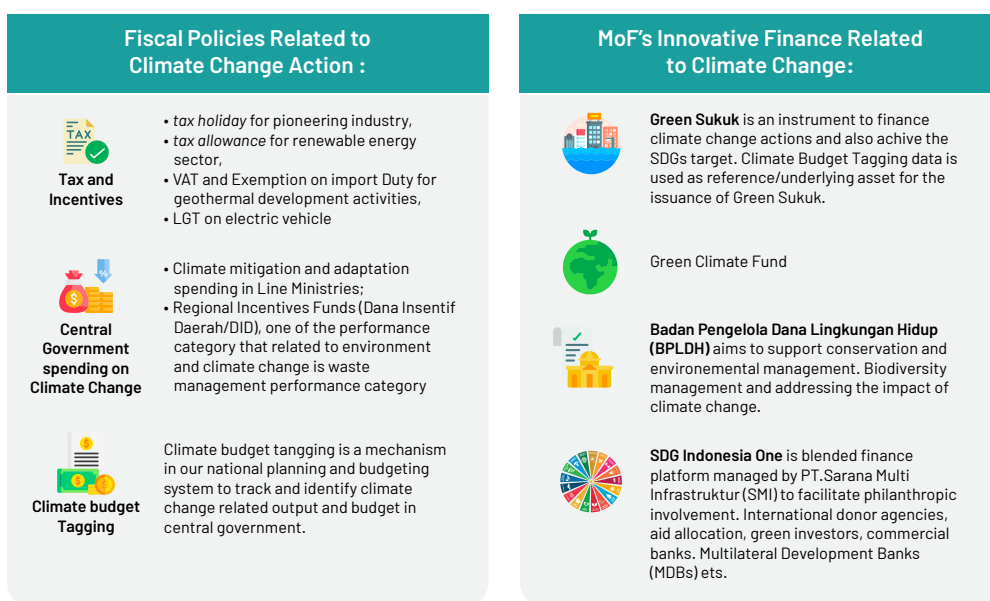 Fiscal Policies Related to
Climate Change Action :
TAX
Tax and
Incentives
• tax holiday for pioneering industry,
• tax allowance for renewable energy
sector,
• VAT and Exemption on import Duty for
geothermal development activities,
• LGT on electric vehicle
%
$
Central
Government
spending on
Climate Change
• Climate mitigation and adaptation
spending in Line Ministries;
• Regional Incentives Funds (Dana Insentif
Daerah/DID), one of the performance
category that related to environment
and climate change is waste
management performance category
$
$
$
Climate budget
Tagging
Climate budget tangging is a mechanism
in our national planning and budgeting
system to track and identify climate
change related output and budget in
central government.
MoF's Innovative Finance Related
to Climate Change:
Green Sukuk is an instrument to finance
climate change actions and also achive the
SDGs target. Climate Budget Tagging data is
used as reference/underlying asset for the
issuance of Green Sukuk.
Green Climate Fund
Badan Pengelola Dana Lingkungan Hidup
(BPLDH) aims to support conservation and
environemental management. Biodiversity
management and addressing the impact of
climate change.
SDG Indonesia One is blended finance
platform managed by PT.Sarana Multi
Infrastruktur (SMI) to facilitate philanthropic
involvement. International donor agencies,
aid allocation, green investors, commercial
banks. Multilateral Development Banks
(MDBs) ets.